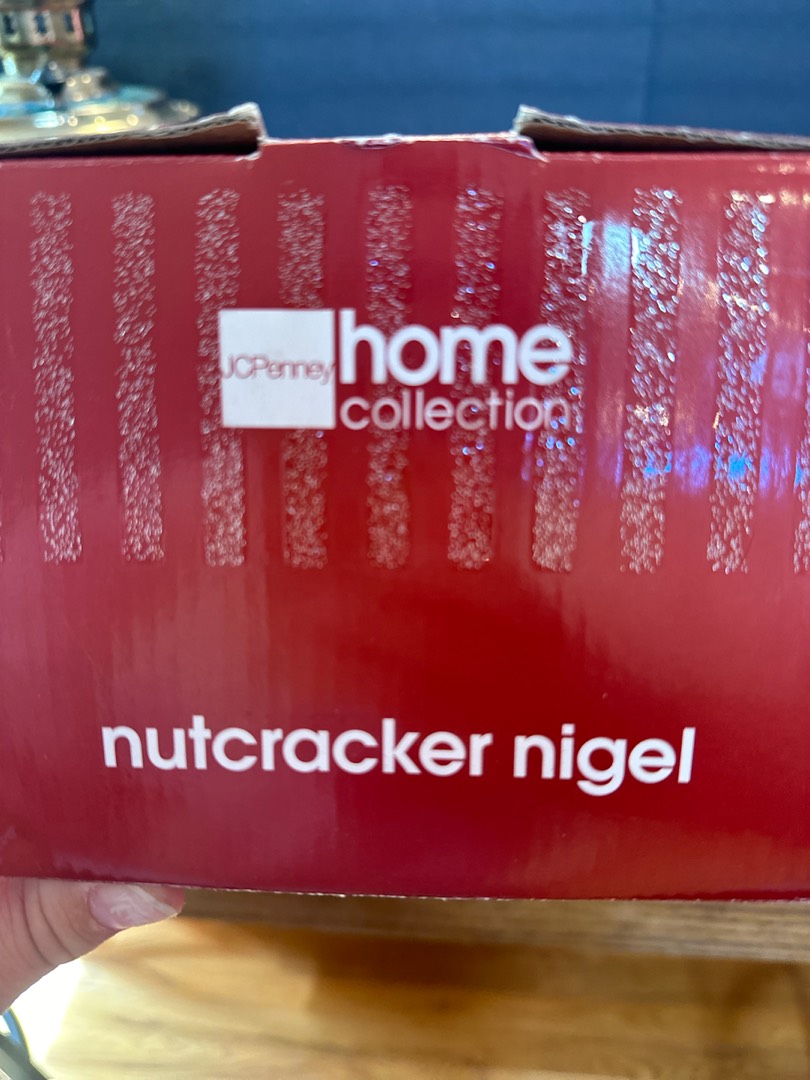 JCPenney
home
collection
nutcracker nigel